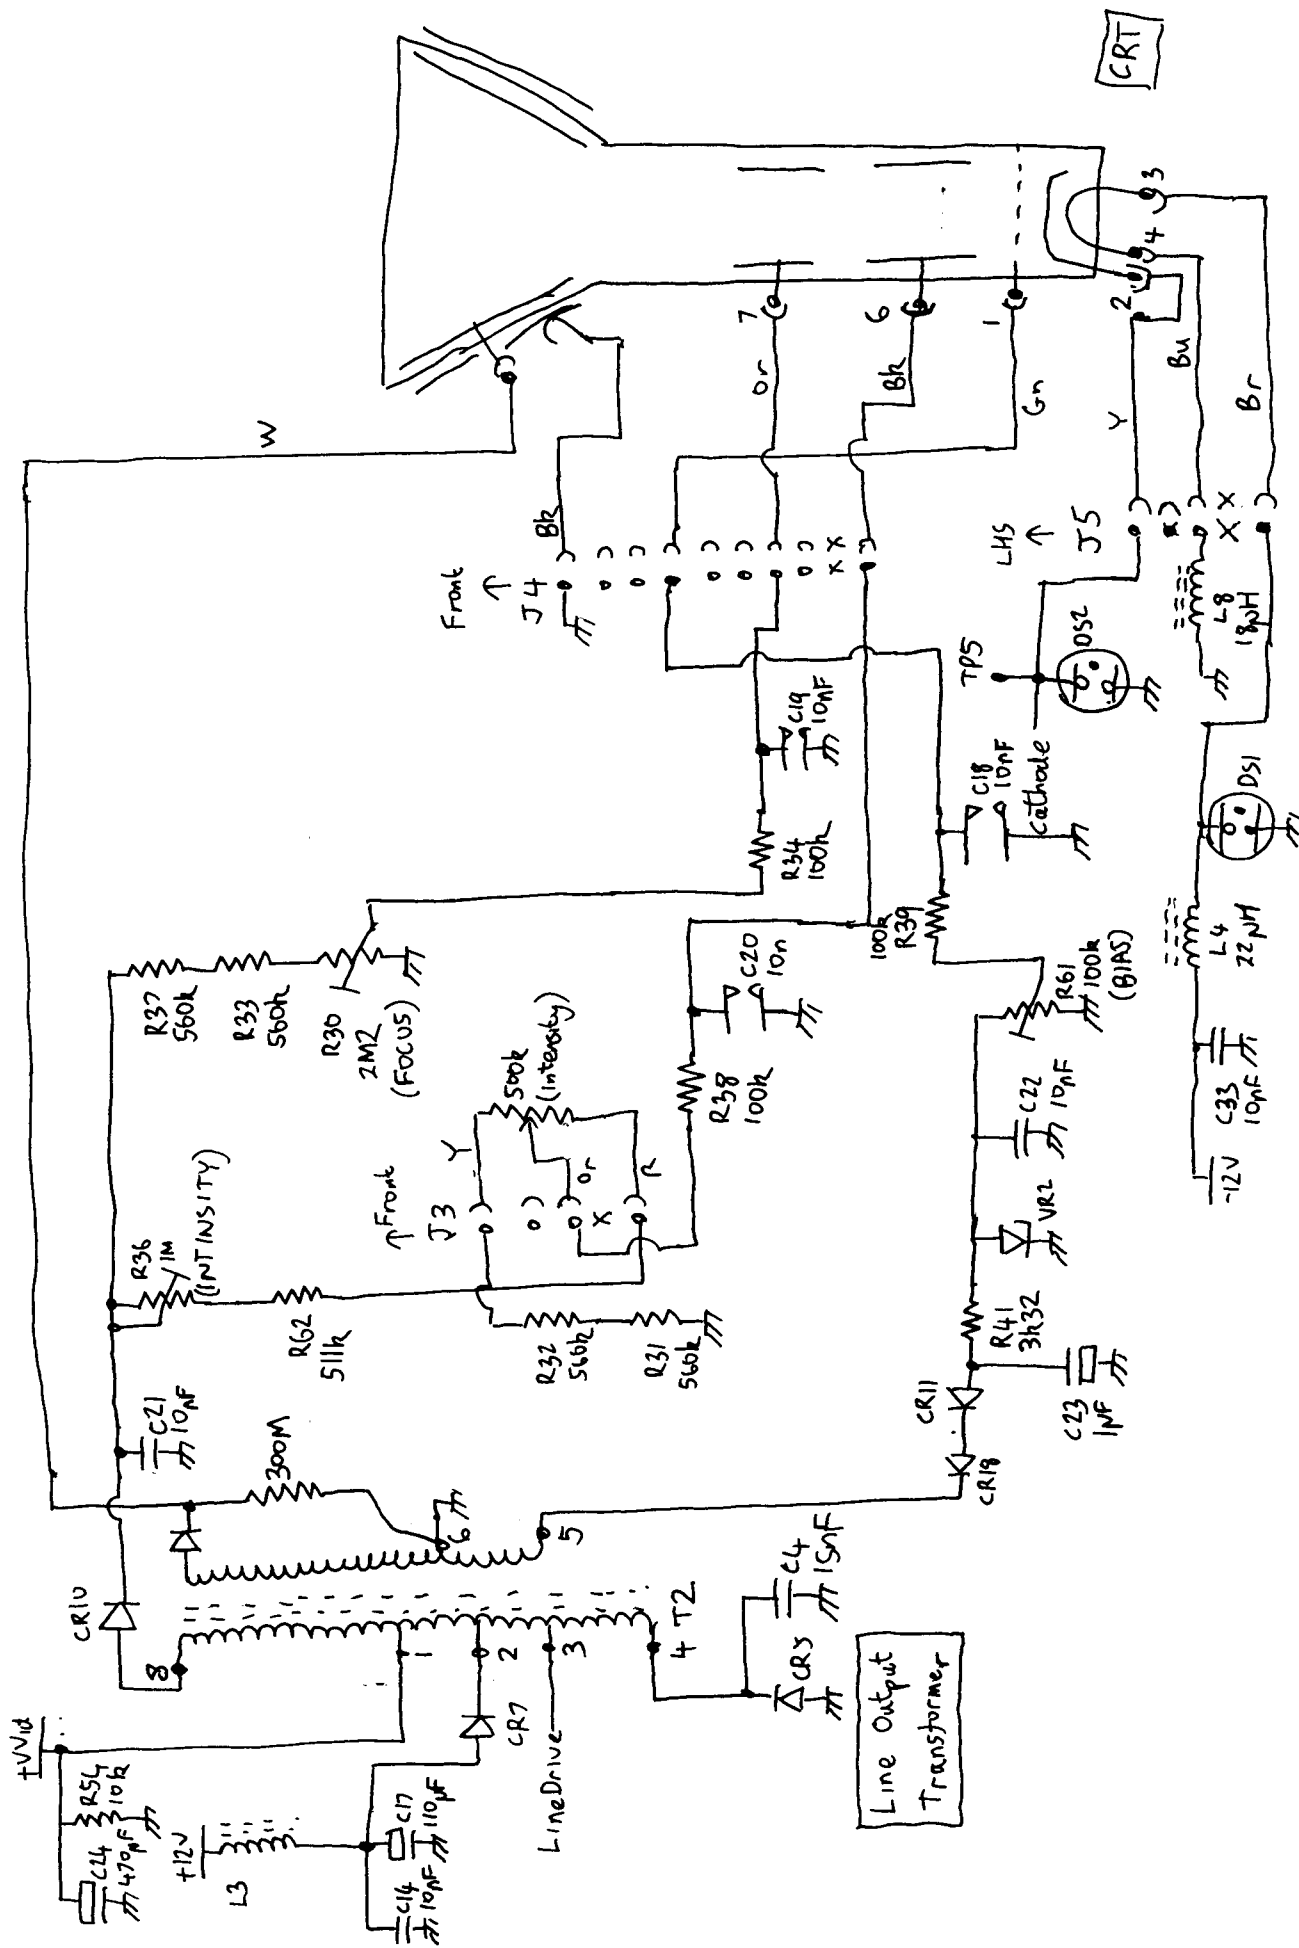 +VVid
C24
470µF
R54
10k
+12V
L3
C14
10nF
C17
110µF
CR7
LineDrive
Line Output
Transformer
CR10
8
1
2
3
4
T2
CR5
C4
15nF
6
5
300M
C21
10nF
R36
1M
(INTINSITY)
R62
511k
R32
560k
R31
560k
↑Front
J3
Y
Or
X
R
500k
(Intensity)
R37
560k
R33
560k
R30
2M2
(FOCUS)
R38
100k
C20
10n
R34
100k
C19
10nF
CR18
CR11
C23
1µF
R41
3k32
VR2
C22
10nF
R61
100k
(BIAS)
R39
100k
C18
10nF
Cathode
TP5
DS2
-12V
C33
10nF
L4
22µH
DS1
L8
18µH
Front
↑
J4
X X
LHS
↑
J5
X
X X
W
Bk
Or
Bk
Gn
Y
Bu
Br
7
6
1
2
4
3
CRT